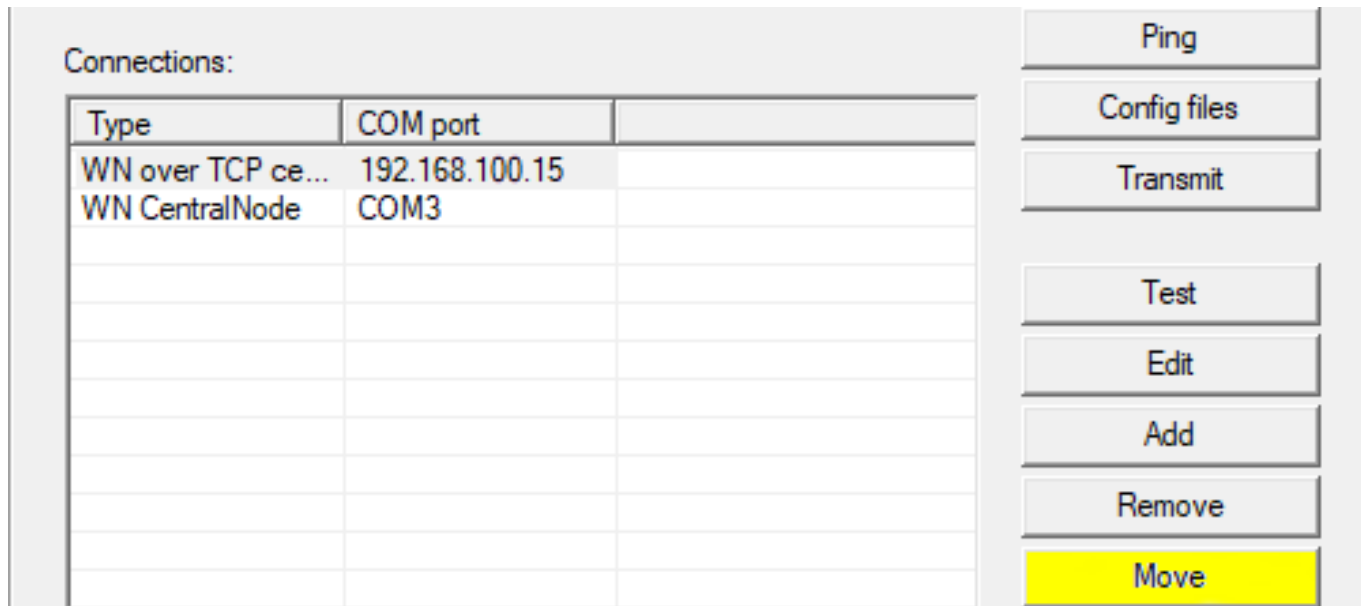 Connections:
Type COM port
WN over TCP ce... 192.168.100.15
WN CentralNode COM3
Ping
Config files
Transmit
Test
Edit
Add
Remove
Move